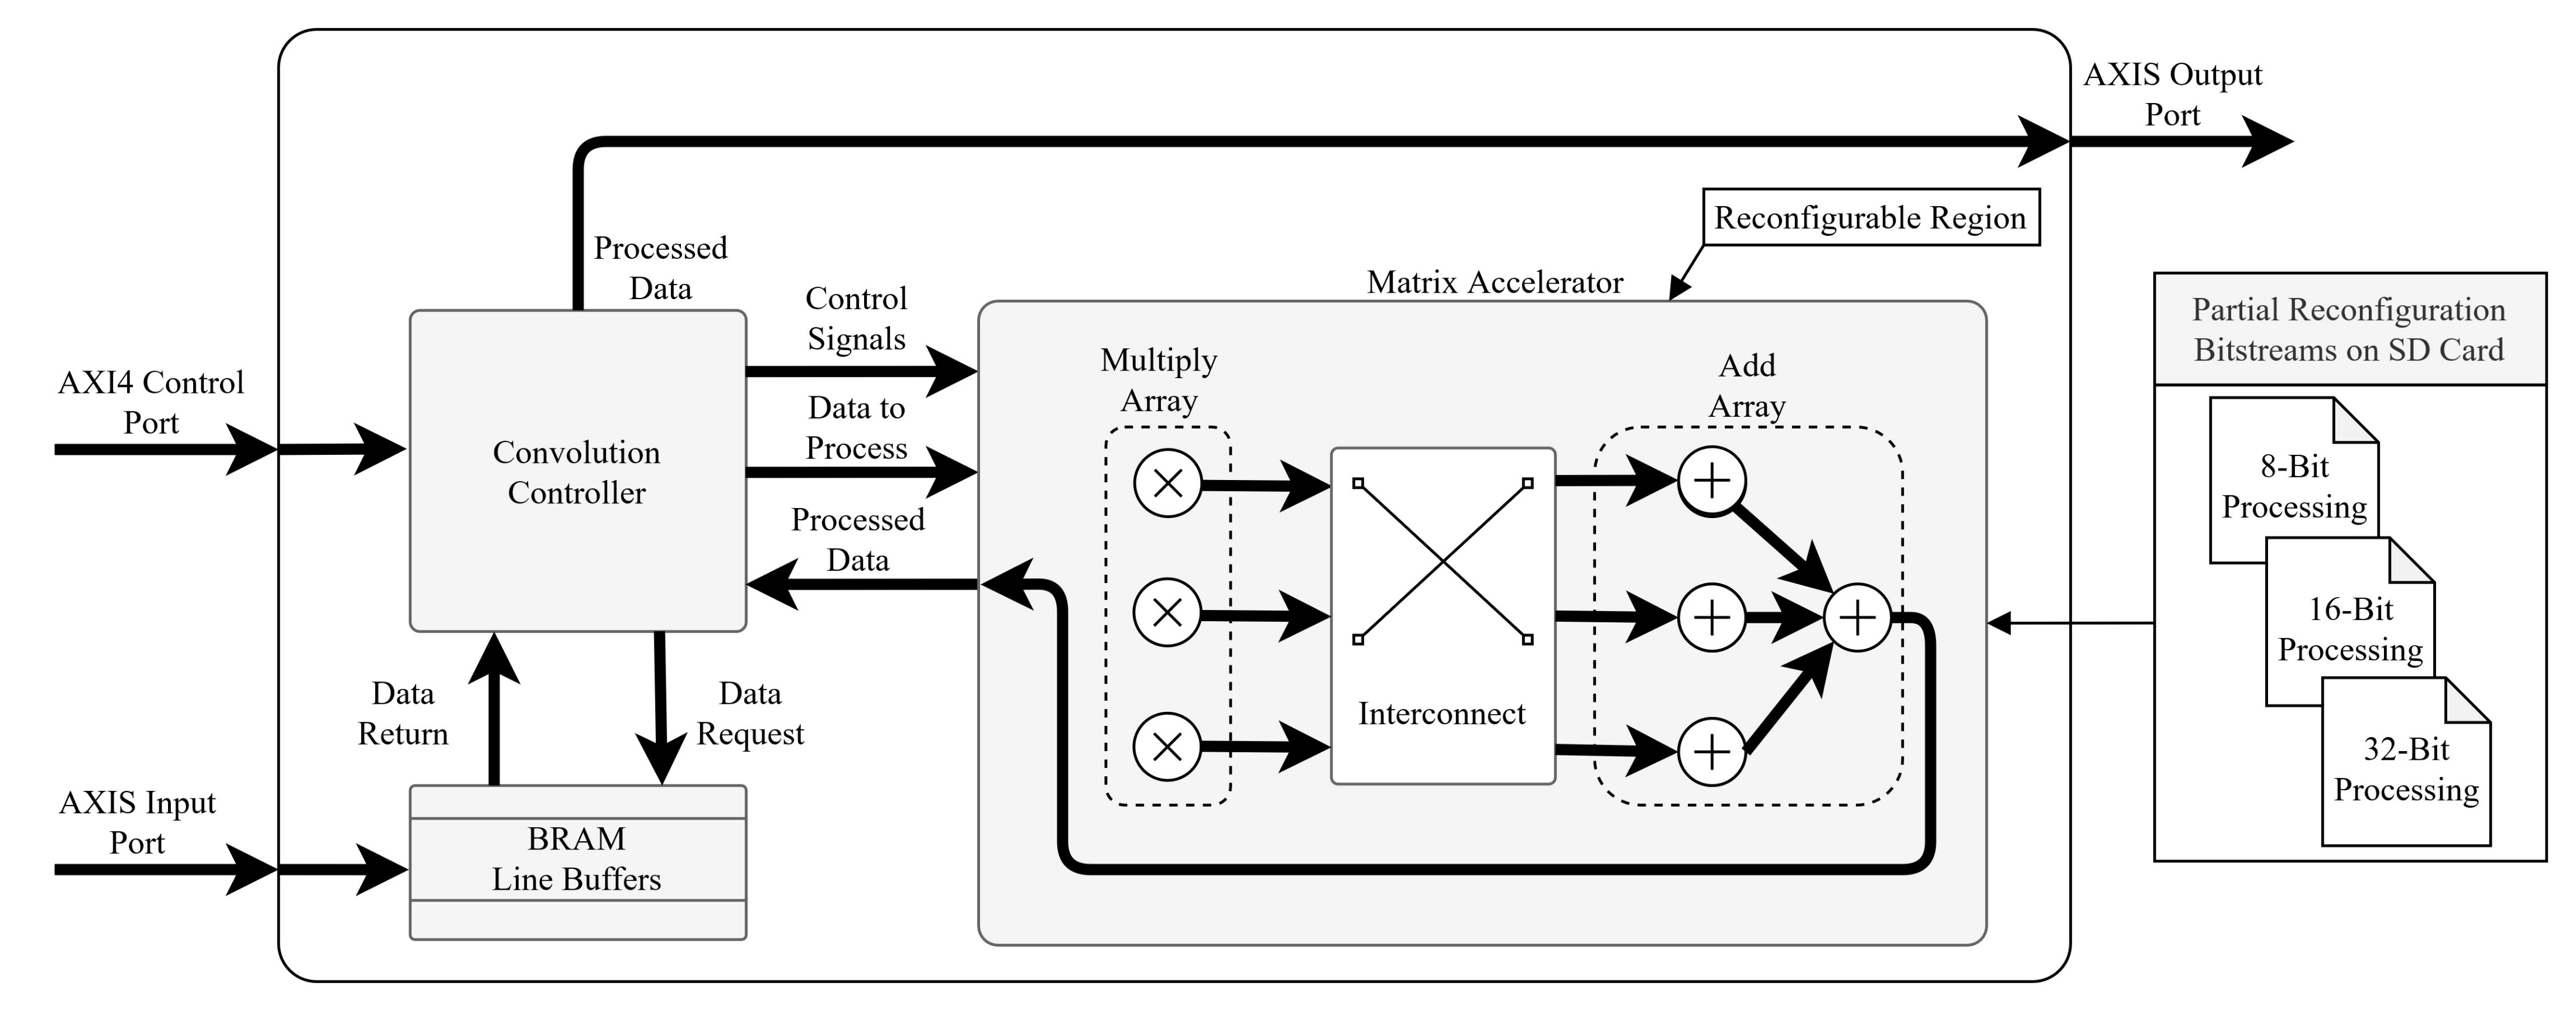 AXIS Output
Port
Reconfigurable Region
Processed
Data
Matrix Accelerator
Control
Signals
Partial Reconfiguration
Bitstreams on SD Card
Multiply
Array
Add
Array
AXI4 Control
Port
Data to
Process
Convolution
Controller
8-Bit
Processing
Processed
Data
16-Bit
Processing
Data
Return
Data
Request
Interconnect
32-Bit
Processing
AXIS Input
Port
BRAM
Line Buffers